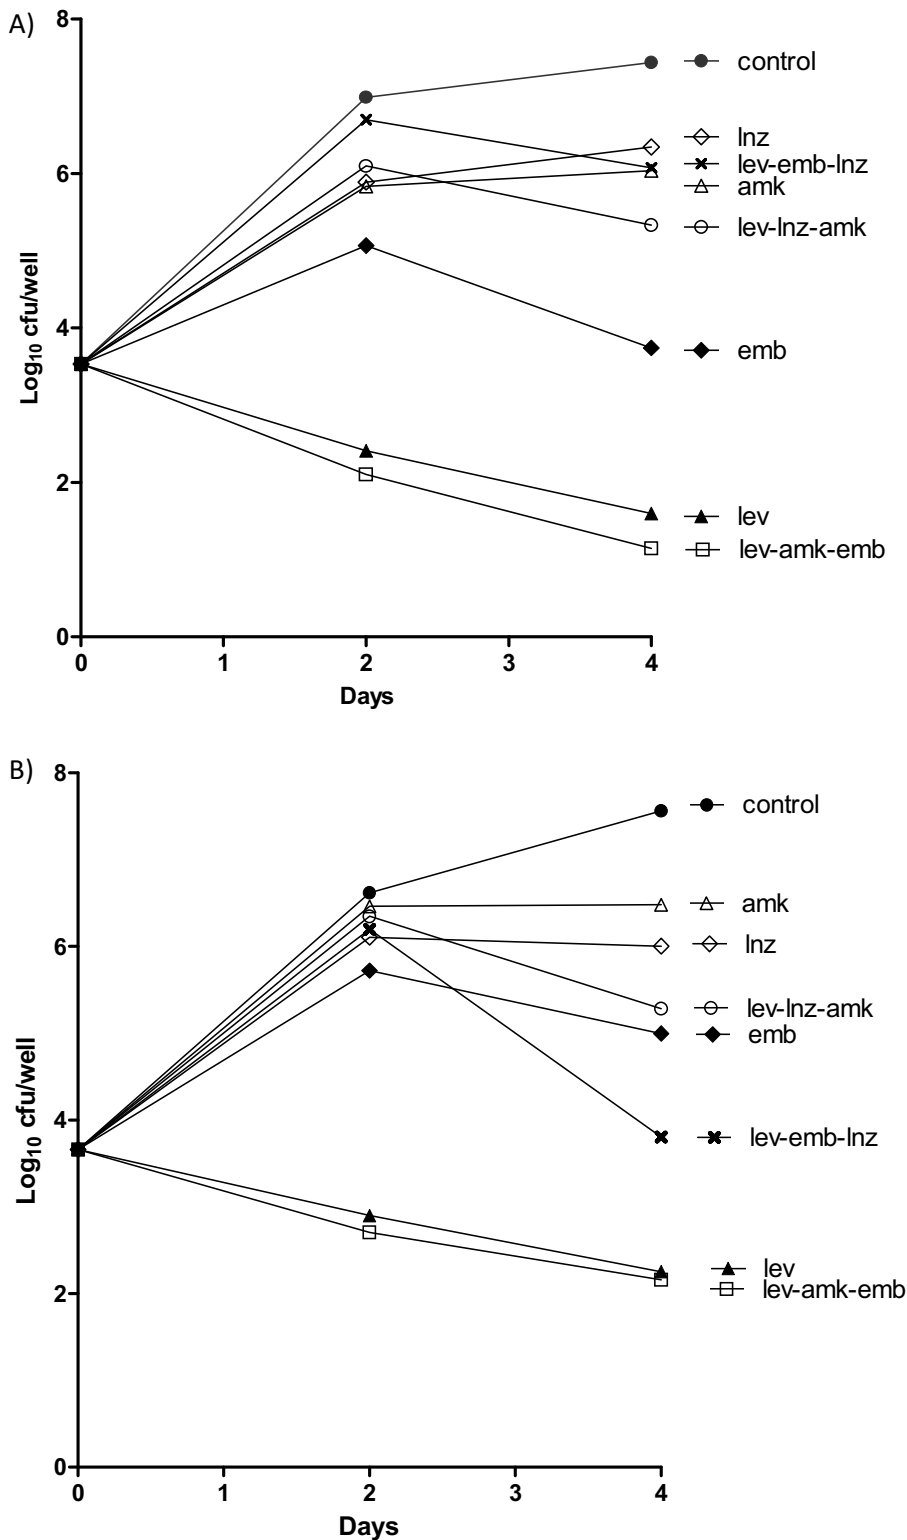 A)
8
6
4
2
0
Log10 cfu/well
0 1 2 3 4
Days
control
lnz
lev-emb-lnz
amk
lev-lnz-amk
emb
lev
lev-amk-emb
B)
8
6
4
2
0
Log10 cfu/well
0 1 2 3 4
Days
control
amk
lnz
lev-lnz-amk
emb
lev-emb-lnz
lev
lev-amk-emb